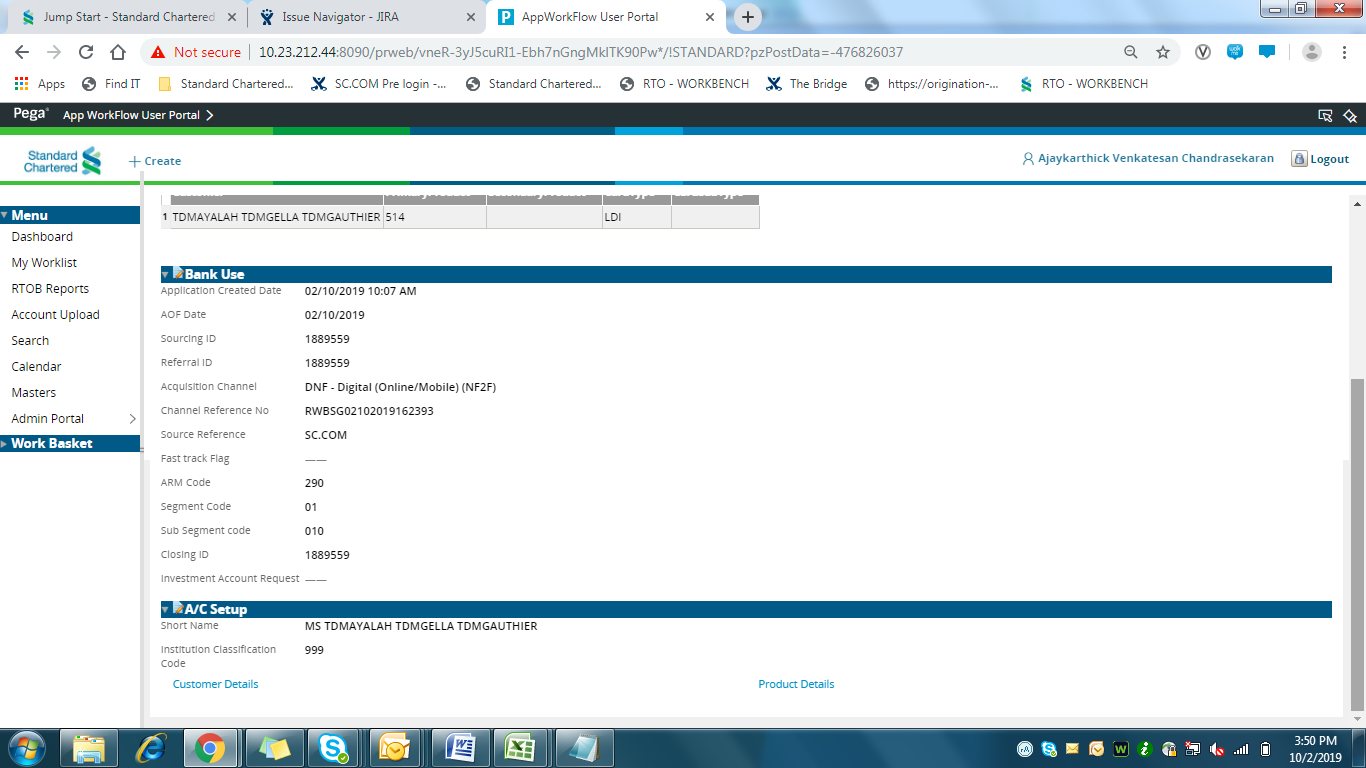 Jump Start - Standard Chartered
Issue Navigator - JIRA
AppWorkFlow User Portal
Not secure | 10.23.212.44:8090/prweb/vneR-3yJ5cuRI1-Ebh7nGngMkITK90Pw*/!STANDARD?pzPostData=-476826037
Apps Find IT Standard Chartered... SC.COM Pre login -... Standard Chartered... RTO - WORKBENCH The Bridge https://origination-... RTO - WORKBENCH
Pega App WorkFlow User Portal
Standard Chartered
Create
Ajaykarthick Venkatesan Chandrasekaran Logout
Menu
Dashboard
My Worklist
RTOB Reports
Account Upload
Search
Calendar
Masters
Admin Portal
Work Basket
1 TDMAYALAH TDMGELLA TDMGAUTHIER 514 LDI
Bank Use
Application Created Date 02/10/2019 10:07 AM
AOF Date 02/10/2019
Sourcing ID 1889559
Referral ID 1889559
Acquisition Channel DNF - Digital (Online/Mobile) (NF2F)
Channel Reference No RWBSG02102019162393
Source Reference SC.COM
Fast track Flag ——
ARM Code 290
Segment Code 01
Sub Segment code 010
Closing ID 1889559
Investment Account Request ——
A/C Setup
Short Name MS TDMAYALAH TDMGELLA TDMGAUTHIER
Institution Classification 999
Code
Customer Details Product Details
3:50 PM
10/2/2019